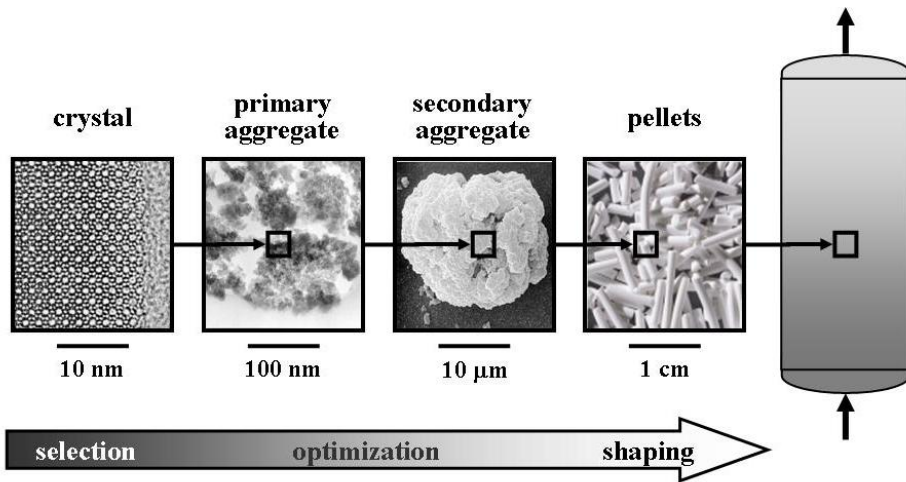 crystal
primary
aggregate
secondary
aggregate
pellets
10 nm
100 nm
10 μm
1 cm
selection
optimization
shaping